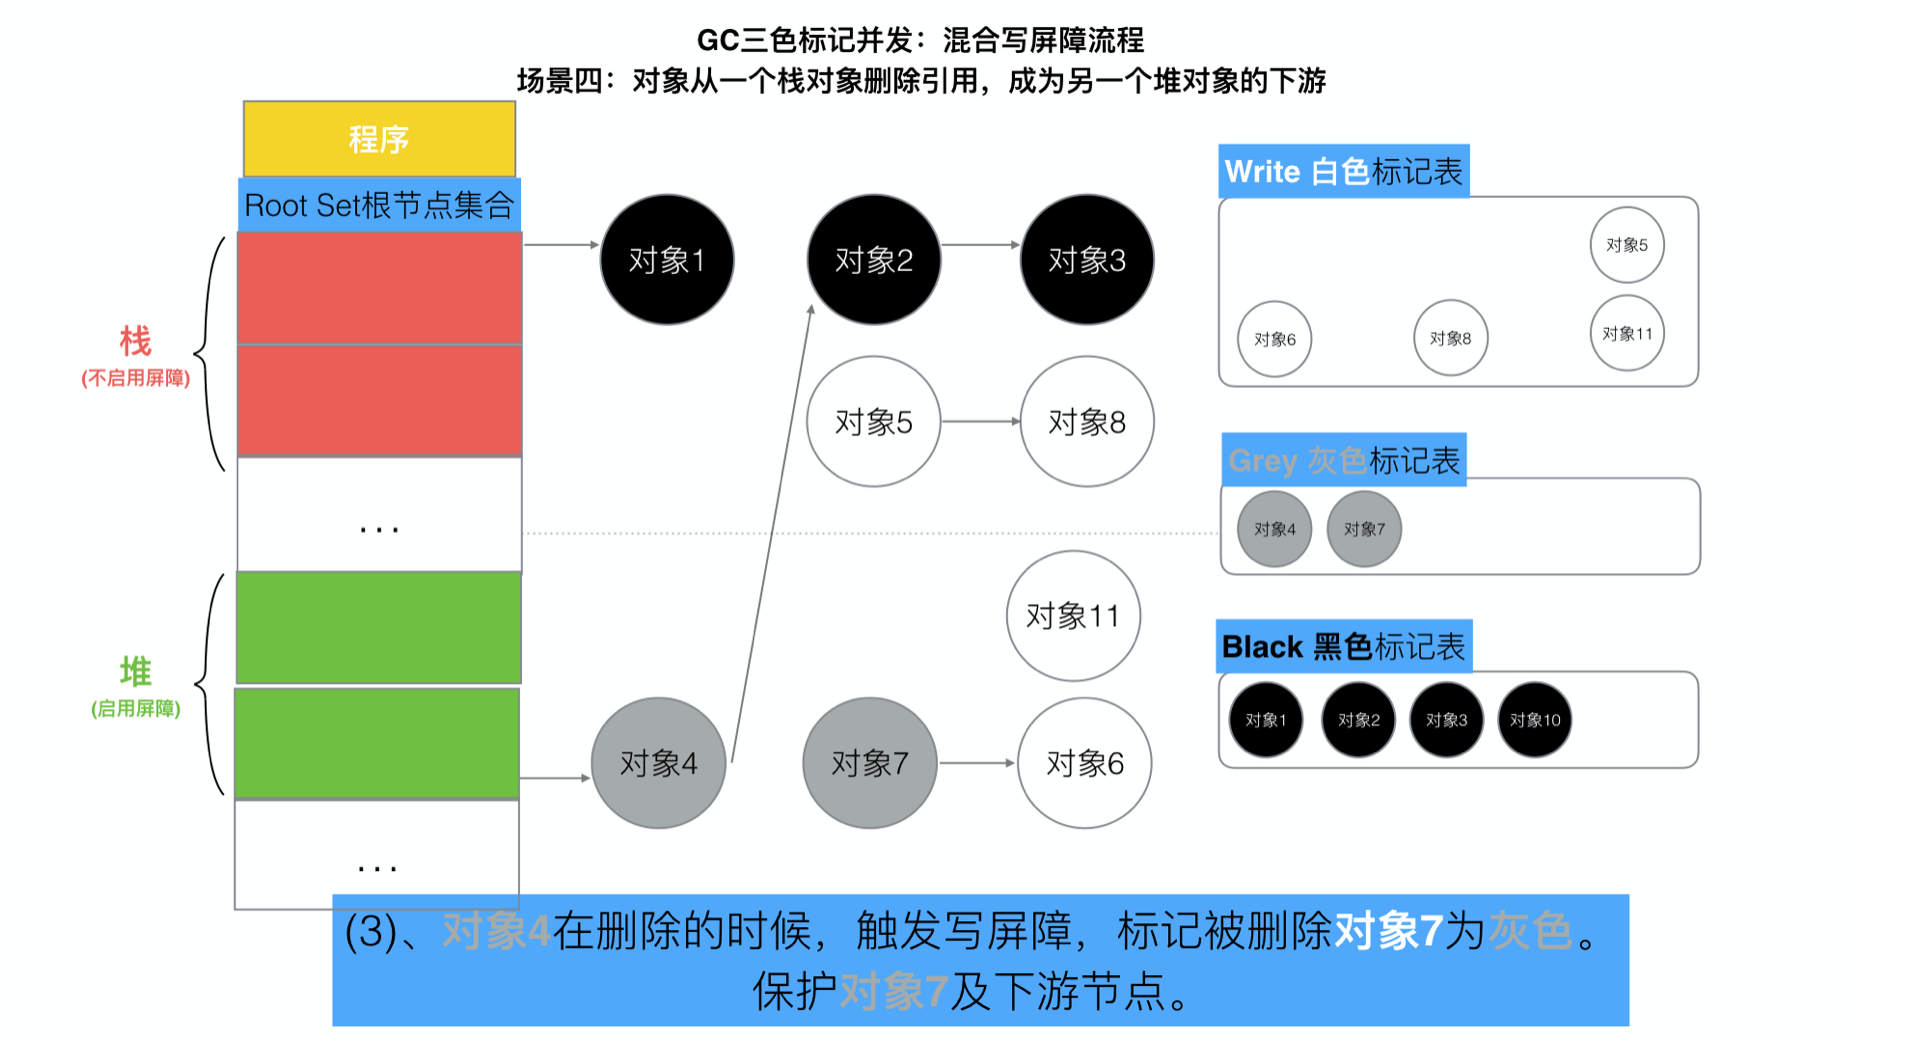 GC三色标记并发：混合写屏障流程
场景四：对象从一个栈对象删除引用，成为另一个堆对象的下游
程序
Root Set根节点集合
栈
(不启用屏障)
...
堆
(启用屏障)
...
对象1
对象2
对象3
对象5
对象8
对象11
对象4
对象7
对象6
Write 白色标记表
对象5
对象6
对象8
对象11
Grey 灰色标记表
对象4
对象7
Black 黑色标记表
对象1
对象2
对象3
对象10
(3)、对象4在删除的时候，触发写屏障，标记被删除对象7为灰色。
保护对象7及下游节点。